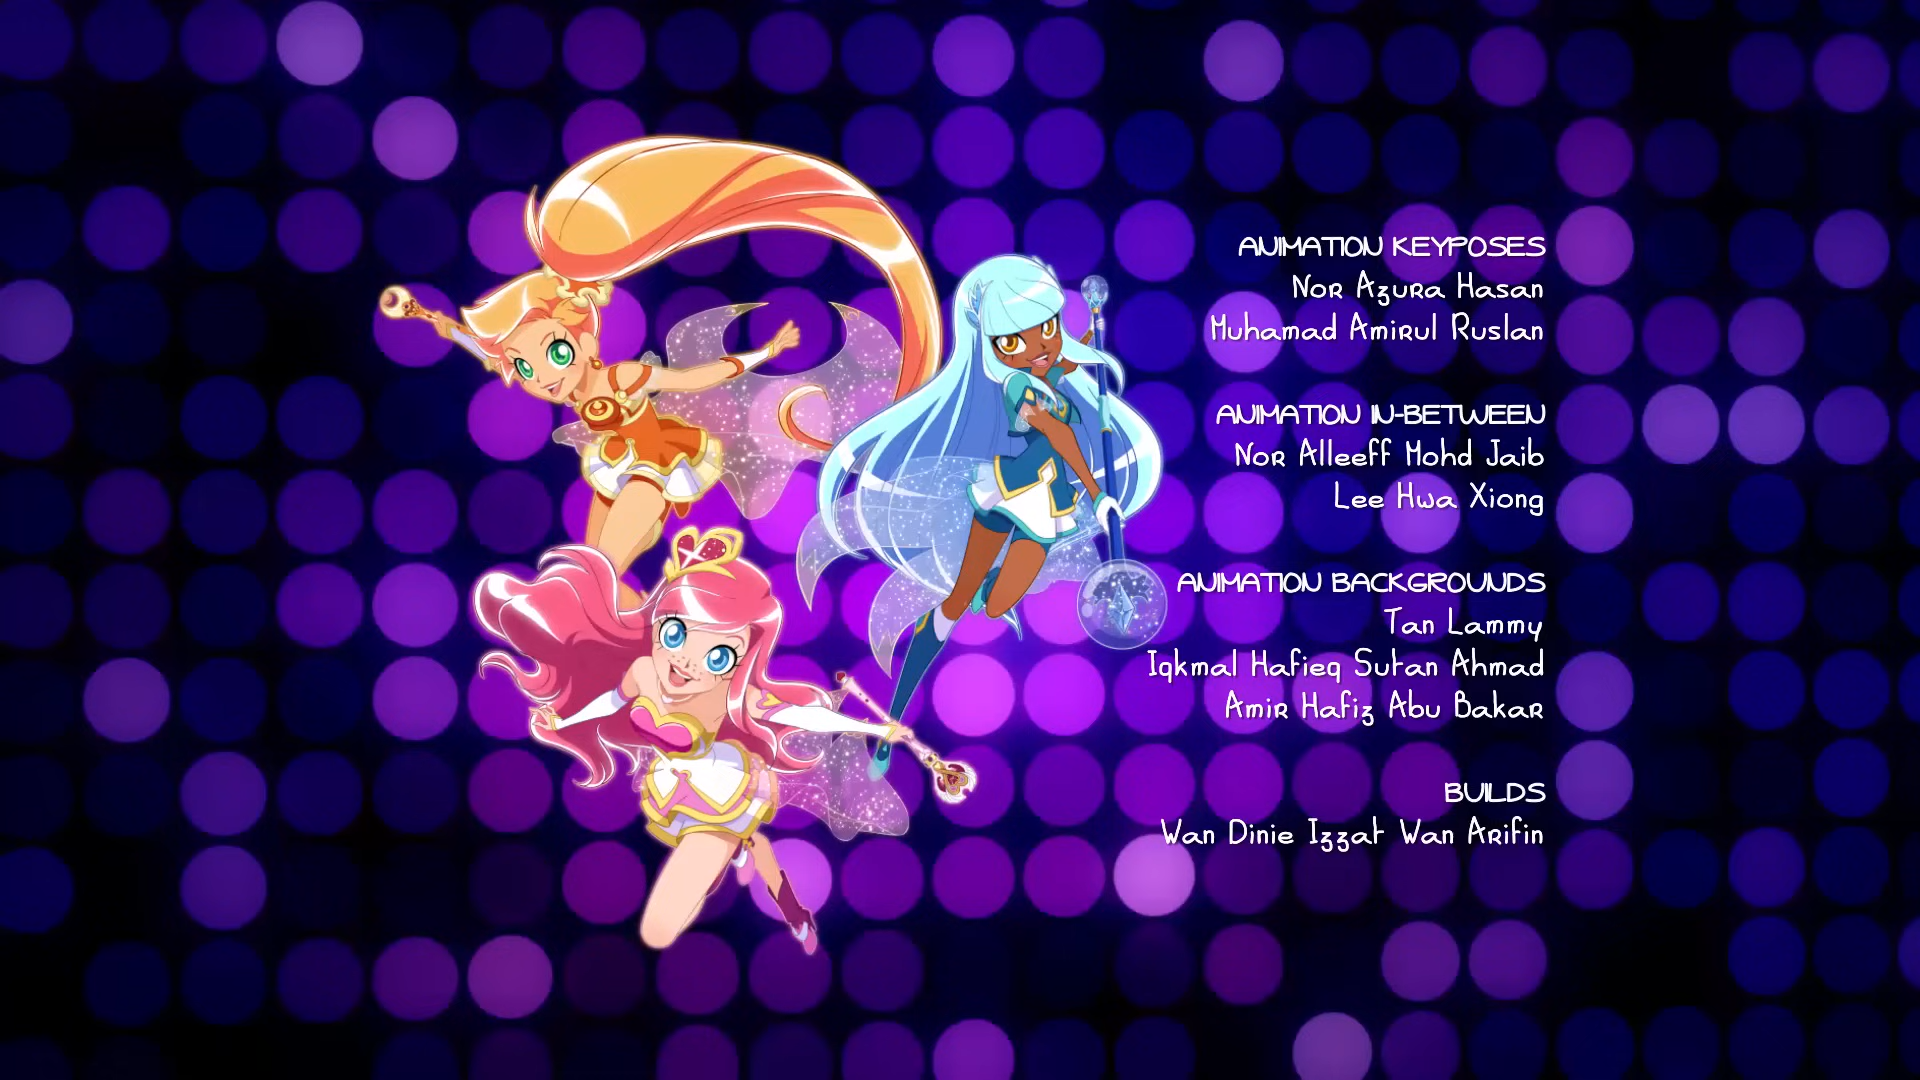 ANIMATION KEYPOSES
Nor Azura Hasan
Muhamad Amirul Ruslan
ANIMATION IN-BETWEEN
Nor Alleeff Mohd Jaib
Lee Hwa Xiong
ANIMATION BACKGROUNDS
Tan Lammy
Iqkmal Hafieq Sutan Ahmad
Amir Hafiz Abu Bakar
BUILDS
Wan Dinie Izzat Wan Arifin